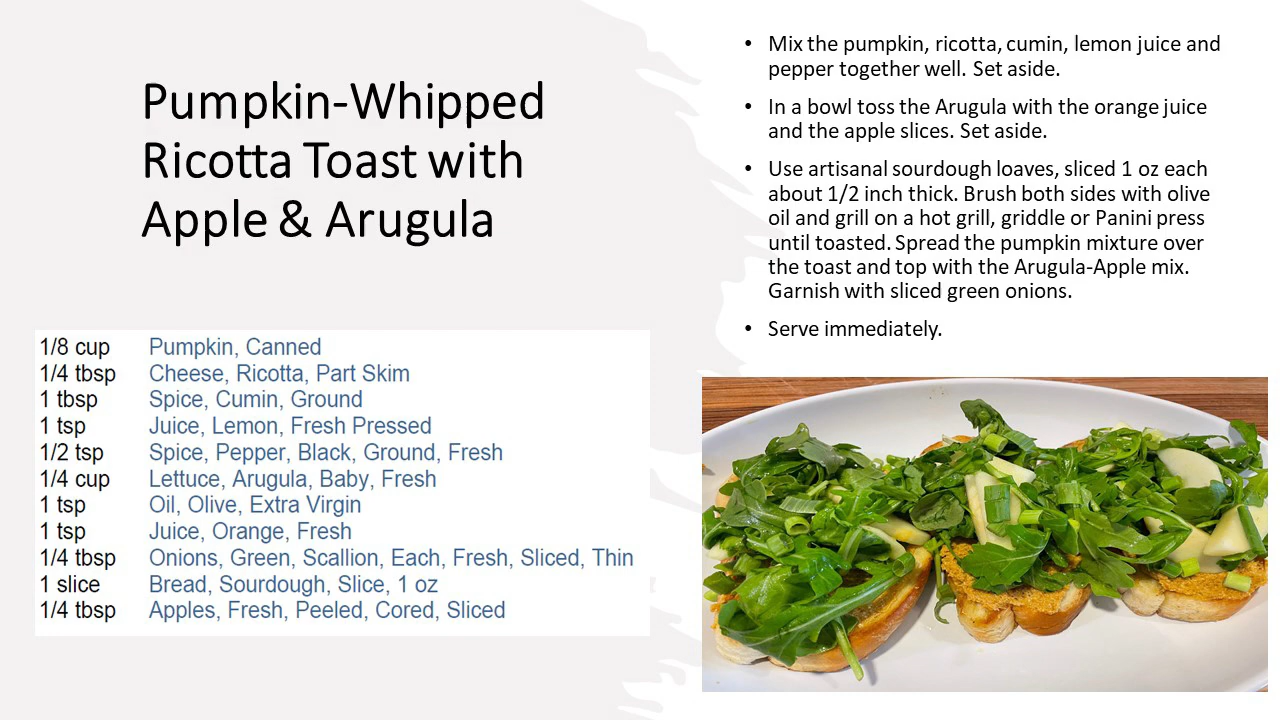 Pumpkin-Whipped
Ricotta Toast with
Apple & Arugula
1/8 cup Pumpkin, Canned
1/4 tbsp Cheese, Ricotta, Part Skim
1 tbsp Spice, Cumin, Ground
1 tsp Juice, Lemon, Fresh Pressed
1/2 tsp Spice, Pepper, Black, Ground, Fresh
1/4 cup Lettuce, Arugula, Baby, Fresh
1 tsp Oil, Olive, Extra Virgin
1 tsp Juice, Orange, Fresh
1/4 tbsp Onions, Green, Scallion, Each, Fresh, Sliced, Thin
1 slice Bread, Sourdough, Slice, 1 oz
1/4 tbsp Apples, Fresh, Peeled, Cored, Sliced
• Mix the pumpkin, ricotta, cumin, lemon juice and
pepper together well. Set aside.
• In a bowl toss the Arugula with the orange juice
and the apple slices. Set aside.
• Use artisanal sourdough loaves, sliced 1 oz each
about 1/2 inch thick. Brush both sides with olive
oil and grill on a hot grill, griddle or Panini press
until toasted. Spread the pumpkin mixture over
the toast and top with the Arugula-Apple mix.
Garnish with sliced green onions.
• Serve immediately.